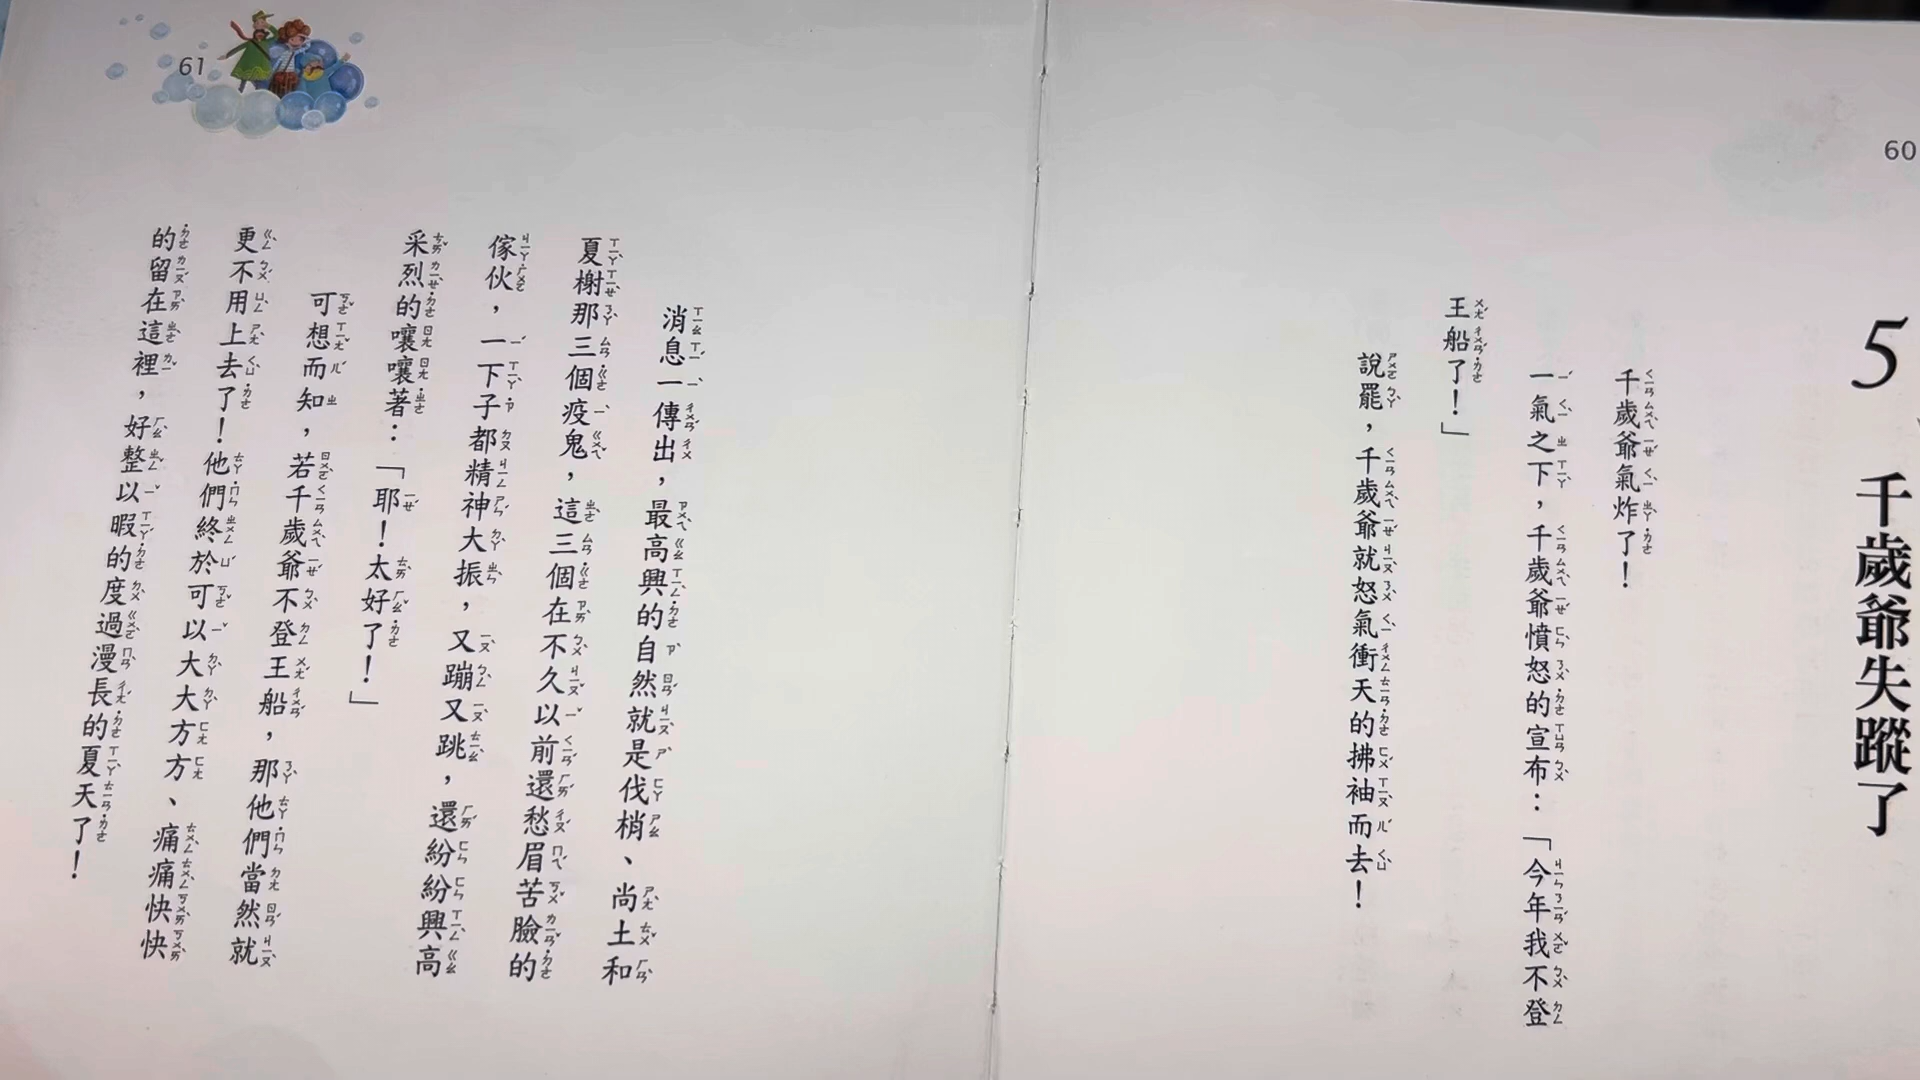 60
5 千歲爺失蹤了
千歲爺氣炸了！
一氣之下，千歲爺憤怒的宣布：「今年我不登
王船了！」
說罷，千歲爺就怒氣衝天的拂袖而去！
消息一傳出，最高興的自然就是伐梢、尚土和
夏榭那三個疫鬼，這三個在不久以前還愁眉苦臉的
傢伙，一下子都精神大振，又蹦又跳，還紛紛興高
采烈的嚷嚷著：「耶！太好了！」
可想而知，若千歲爺不登王船，那他們當然就
更不用上去了！他們終於可以大大方方、痛痛快快
的留在這裡，好整以暇的度過漫長的夏天了！
61